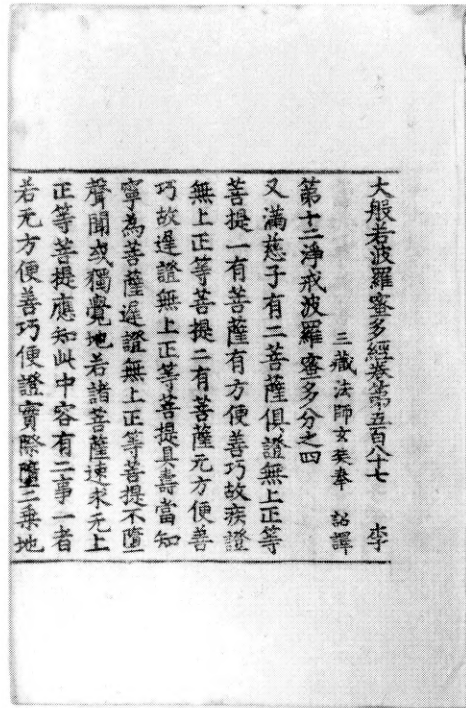 大般若波羅蜜多經卷第五百八七　李
三藏法師玄奘奉　詔譯
第十二淨戒波羅蜜多分之四
又滿慈子有二菩薩俱證無上正等
菩提一有菩薩有方便善巧故疾證
無上正等菩提二有菩薩元方便善
巧故遲證無上正等菩提具壽當知
寧為菩薩遲證無上正等菩提不墮
聲聞或獨覺地若諸菩薩速求元上
正等菩提應知此中容有二事一者
若元方便善巧便證實際墮二乘地